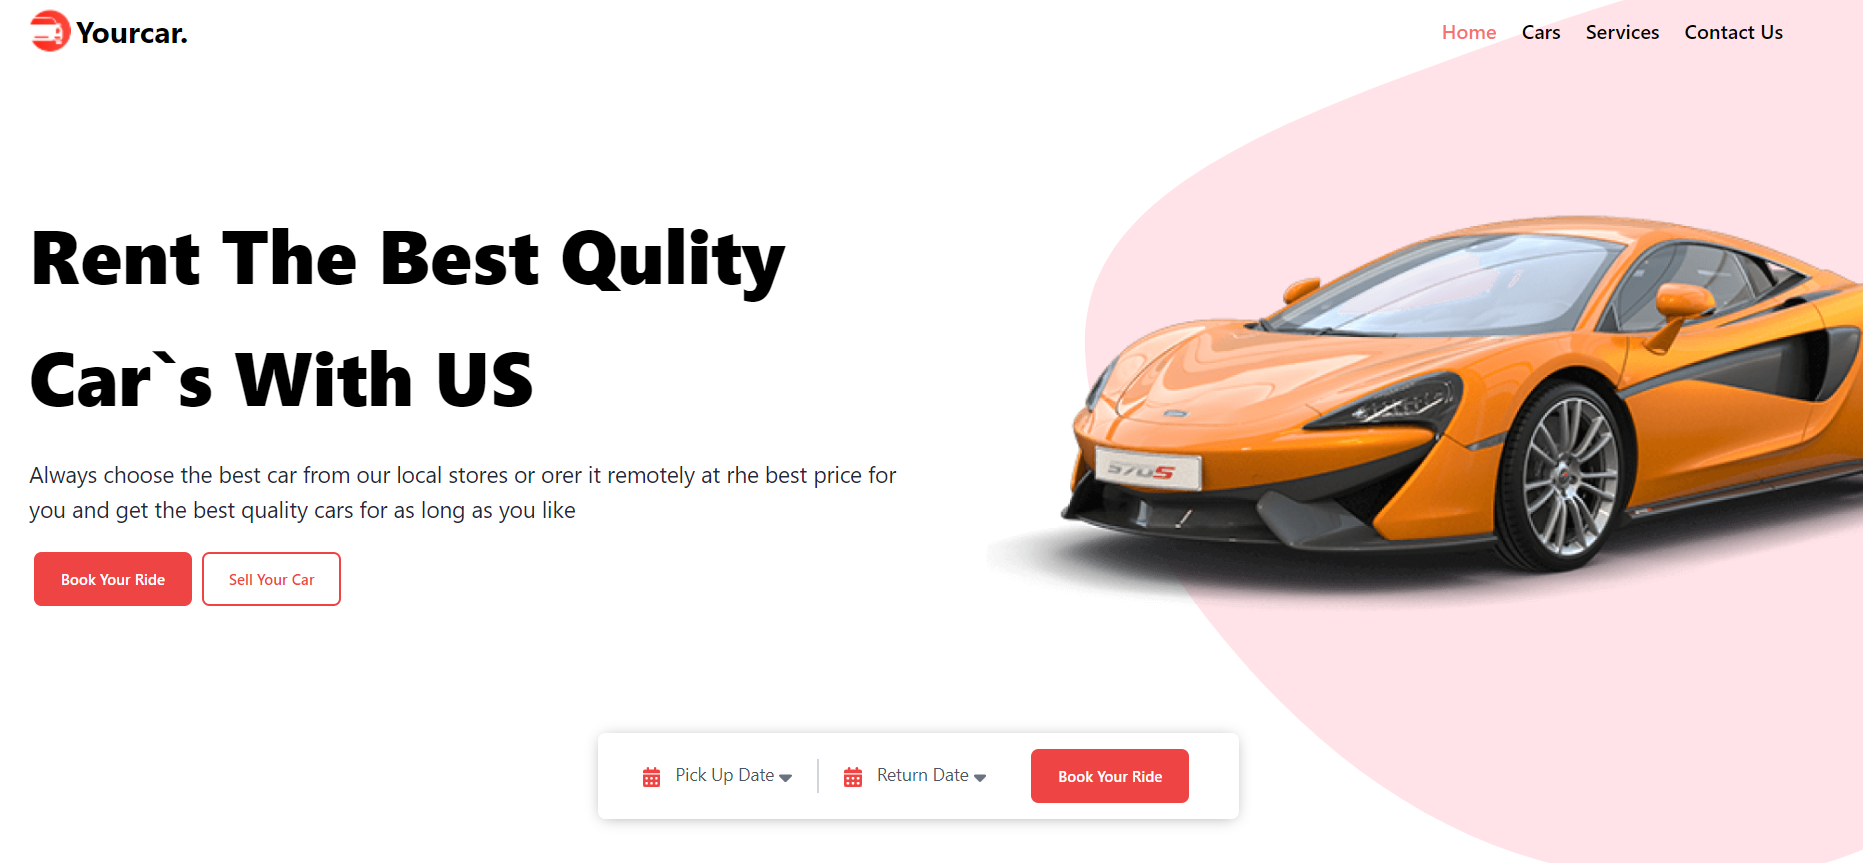 Yourcar.
Home Cars Services Contact Us
Rent The Best Qulity
Car`s With US
Always choose the best car from our local stores or orer it remotely at rhe best price for
you and get the best quality cars for as long as you like
Book Your Ride Sell Your Car
570S
Pick Up Date Return Date Book Your Ride